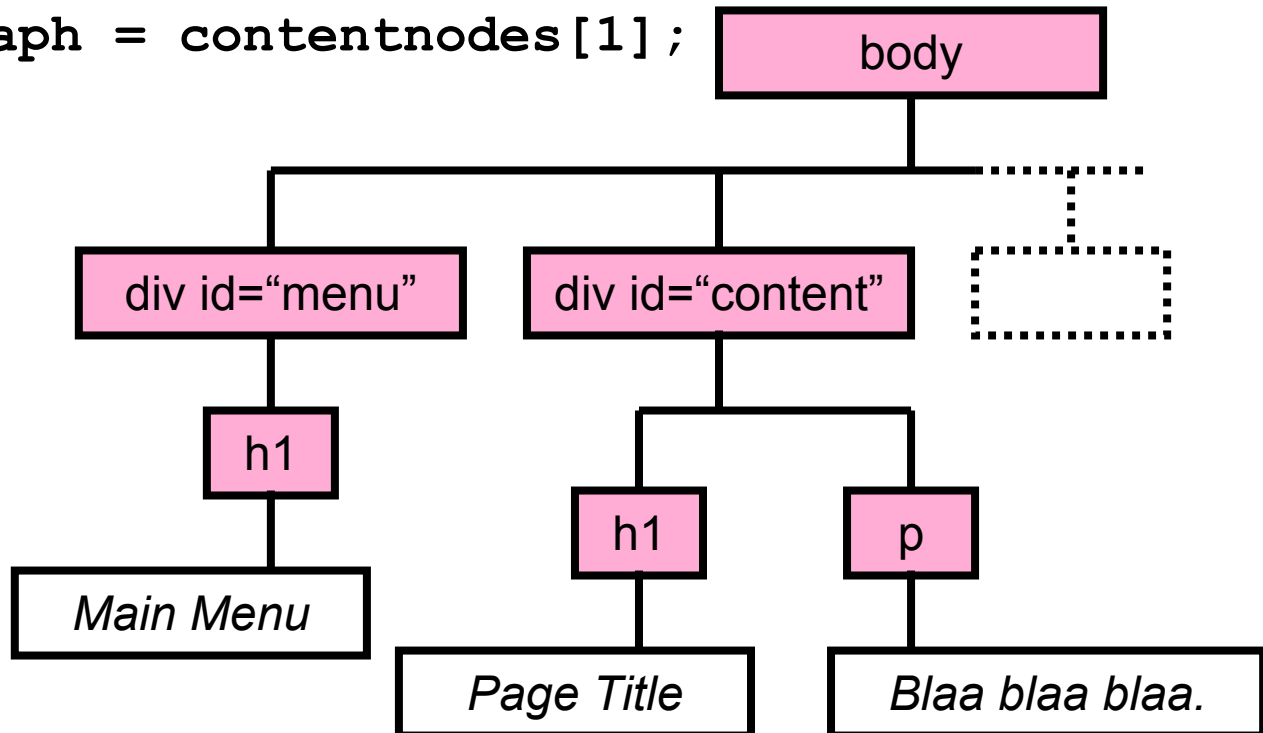 aph = contentnodes[1];
body
div id=“menu” div id=“content”
h1
h1 p
Main Menu
Page Title Blaa blaa blaa.